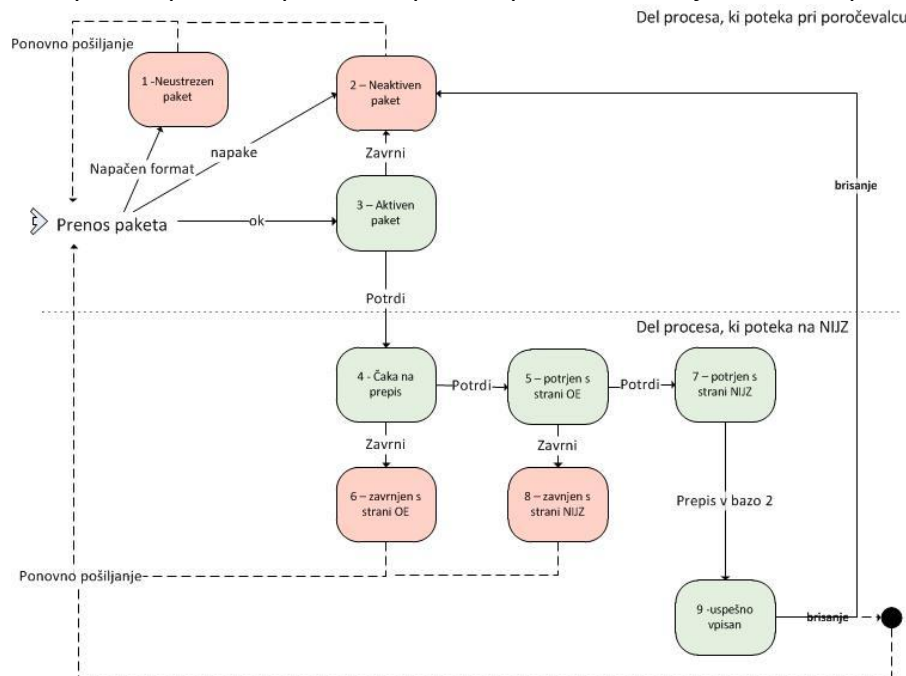 Del procesa, ki poteka pri poročevalcu
Ponovno pošiljanje
1 -Neustrezen
paket
2 – Neaktiven
paket
napake
Zavrni
Napačen format
brisanje
3 – Aktiven
paket
Prenos paketa
ok
Potrdi
Del procesa, ki poteka na NIJZ
4 - Čaka na
prepis
Potrdi
5 – potrjen s
strani OE
Potrdi
7 – potrjen s
strani NIJZ
Zavrni
Zavrni
6 – zavrnjen s
strani OE
8 – zavnjen s
strani NIJZ
Prepis v bazo 2
Ponovno pošiljanje
9 -uspešno
vpisan
brisanje